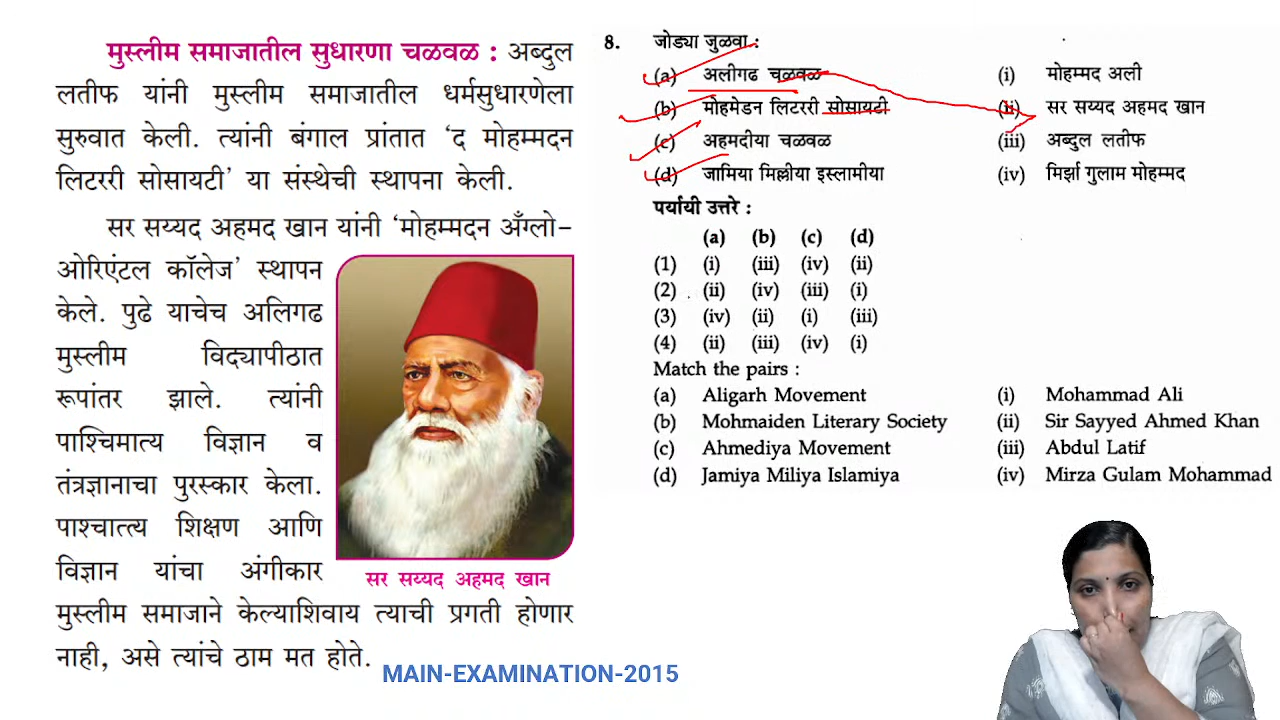 मुस्लीम समाजातील सुधारणा चळवळ : अब्दुल
लतीफ यांनी मुस्लीम समाजातील धर्मसुधारणेला
सुरुवात केली. त्यांनी बंगाल प्रांतात ‘द मोहम्मदन
लिटररी सोसायटी’ या संस्थेची स्थापना केली.
सर सय्यद अहमद खान यांनी ‘मोहम्मदन अँग्लो-
ओरिएंटल कॉलेज’ स्थापन
केले. पुढे याचेच अलिगढ
मुस्लीम विद्यापीठात
रूपांतर झाले. त्यांनी
पाश्चिमात्य विज्ञान व
तंत्रज्ञानाचा पुरस्कार केला.
पाश्चात्त्य शिक्षण आणि
विज्ञान यांचा अंगीकार
मुस्लीम समाजाने केल्याशिवाय त्याची प्रगती होणार
नाही, असे त्यांचे ठाम मत होते.
सर सय्यद अहमद खान
MAIN-EXAMINATION-2015
8. जोड्या जुळवा :
(a) अलीगढ चळवळ (i) मोहम्मद अली
(b) मोहमेडन लिटररी सोसायटी (ii) सर सय्यद अहमद खान
(c) अहमदीया चळवळ (iii) अब्दुल लतीफ
(d) जामिया मिल्लीया इस्लामीया (iv) मिर्झा गुलाम मोहम्मद
पर्यायी उत्तरे :
(a) (b) (c) (d)
(1) (i) (iii) (iv) (ii)
(2) (ii) (iv) (iii) (i)
(3) (iv) (ii) (i) (iii)
(4) (ii) (iii) (iv) (i)
Match the pairs :
(a) Aligarh Movement (i) Mohammad Ali
(b) Mohmaiden Literary Society (ii) Sir Sayyed Ahmed Khan
(c) Ahmediya Movement (iii) Abdul Latif
(d) Jamiya Miliya Islamiya (iv) Mirza Gulam Mohammad